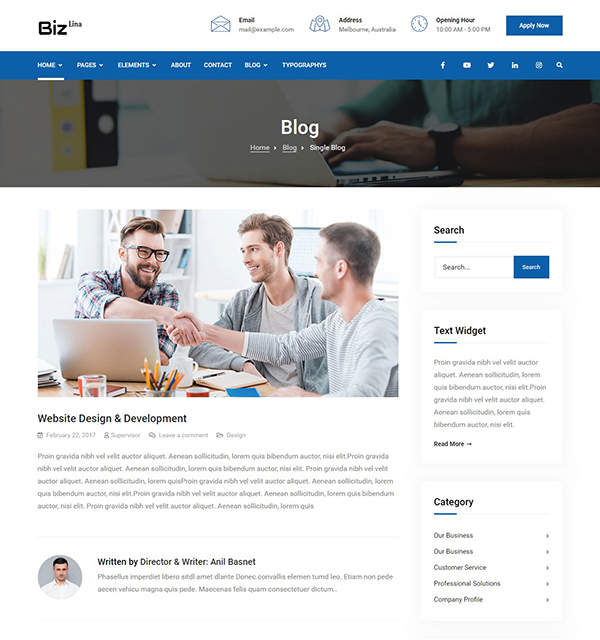 Biz Lina
Email
mail@example.com
Address
Melbourne, Australia
Opening Hour
10:00 AM - 5:00 PM
Apply Now
HOME PAGES ELEMENTS ABOUT CONTACT BLOG TYPOGRAPHYS
Blog
Home › Blog › Single Blog
Website Design & Development
February 22, 2017 Supervisor Leave a comment Design
Proin gravida nibh vel velit auctor aliquet. Aenean sollicitudin, lorem quis bibendum auctor, nisi elit.Proin gravida
nibh vel velit auctor aliquet. Aenean sollicitudin, lorem quis bibendum auctor, nisi elit. Proin gravida nibh vel velit
auctor aliquet. Aenean sollicitudin, lorem quisProin gravida nibh vel velit auctor aliquet. Aenean sollicitudin, lorem
quis bibendum auctor, nisi elit.Proin gravida nibh vel velit auctor aliquet. Aenean sollicitudin, lorem quis bibendum
auctor, nisi elit. Proin gravida nibh vel velit auctor aliquet. Aenean sollicitudin, lorem quis
Written by Director & Writer: Anil Basnet
Phasellus imperdiet libero sitdl amet dlante Donec convallis elemen tumd leo. Etiam non pede
aecen vehicu magna quis pede. Maecenas felis quam consectetuer dictum..
Search
Search... Search
Text Widget
Proin gravida nibh vel velit auctor
aliquet. Aenean sollicitudin, lorem
quis bibendum auctor, nisi elit.Proin
gravida nibh vel velit auctor aliquet.
Aenean sollicitudin, lorem quis
bibendum auctor, nisi elit.
Read More →
Category
Our Business ›
Our Business ›
Customer Service ›
Professional Solutions ›
Company Profile ›